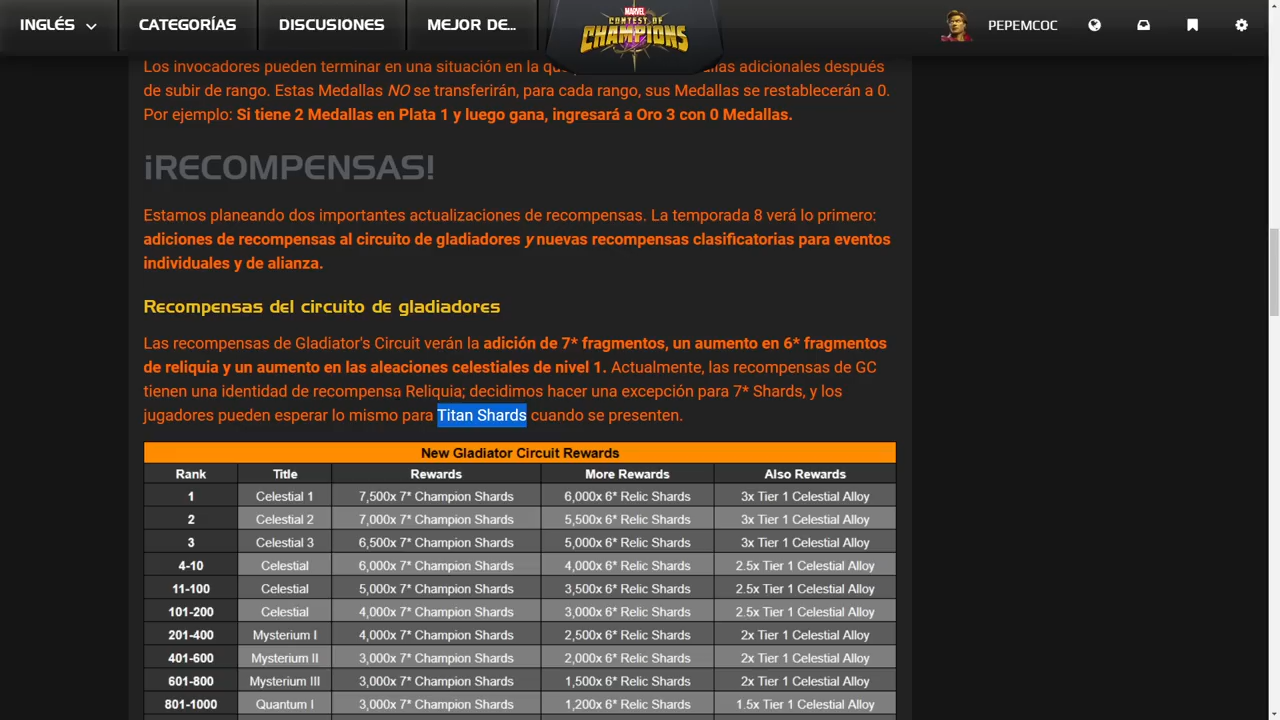 INGLÉS CATEGORÍAS DISCUSIONES MEJOR DE... MARVEL CONTEST OF CHAMPIONS PEPEMCOC
Los invocadores pueden terminar en una situación en la que
adicionales después
de subir de rango. Estas Medallas NO se transferirán, para cada rango, sus Medallas se restablecerán a 0.
Por ejemplo: Si tiene 2 Medallas en Plata 1 y luego gana, ingresará a Oro 3 con 0 Medallas.
¡RECOMPENSAS!
Estamos planeando dos importantes actualizaciones de recompensas. La temporada 8 verá lo primero:
adiciones de recompensas al circuito de gladiadores y nuevas recompensas clasificatorias para eventos
individuales y de alianza.
Recompensas del circuito de gladiadores
Las recompensas de Gladiator's Circuit verán la adición de 7* fragmentos, un aumento en 6* fragmentos
de reliquia y un aumento en las aleaciones celestiales de nivel 1. Actualmente, las recompensas de GC
tienen una identidad de recompensa Reliquia; decidimos hacer una excepción para 7* Shards, y los
jugadores pueden esperar lo mismo para Titan Shards cuando se presenten.
New Gladiator Circuit Rewards
Rank Title Rewards More Rewards Also Rewards
1 Celestial 1 7,500x 7* Champion Shards 6,000x 6* Relic Shards 3x Tier 1 Celestial Alloy
2 Celestial 2 7,000x 7* Champion Shards 5,500x 6* Relic Shards 3x Tier 1 Celestial Alloy
3 Celestial 3 6,500x 7* Champion Shards 5,000x 6* Relic Shards 3x Tier 1 Celestial Alloy
4-10 Celestial 6,000x 7* Champion Shards 4,000x 6* Relic Shards 2.5x Tier 1 Celestial Alloy
11-100 Celestial 5,000x 7* Champion Shards 3,500x 6* Relic Shards 2.5x Tier 1 Celestial Alloy
101-200 Celestial 4,000x 7* Champion Shards 3,000x 6* Relic Shards 2.5x Tier 1 Celestial Alloy
201-400 Mysterium I 4,000x 7* Champion Shards 2,500x 6* Relic Shards 2x Tier 1 Celestial Alloy
401-600 Mysterium II 3,000x 7* Champion Shards 2,000x 6* Relic Shards 2x Tier 1 Celestial Alloy
601-800 Mysterium III 3,000x 7* Champion Shards 1,500x 6* Relic Shards 2x Tier 1 Celestial Alloy
801-1000 Quantum I 3,000x 7* Champion Shards 1,200x 6* Relic Shards 1.5x Tier 1 Celestial Alloy